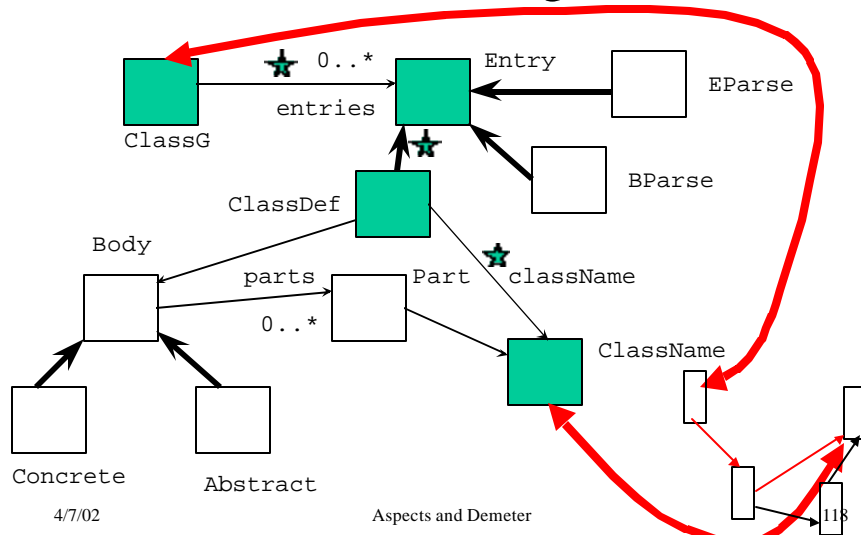 0..*
Entry
EParse
entries
ClassG
BParse
ClassDef
Body
parts
Part
className
0..*
ClassName
Concrete
Abstract
4/7/02
Aspects and Demeter
118